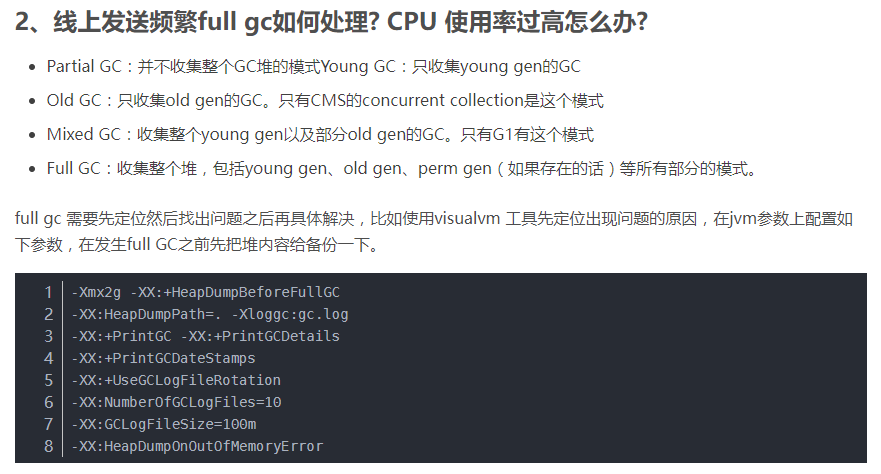 2、线上发送频繁full gc如何处理? CPU 使用率过高怎么办?
Partial GC：并不收集整个GC堆的模式Young GC：只收集young gen的GC
Old GC：只收集old gen的GC。只有CMS的concurrent collection是这个模式
Mixed GC：收集整个young gen以及部分old gen的GC。只有G1有这个模式
Full GC：收集整个堆，包括young gen、old gen、perm gen（如果存在的话）等所有部分的模式。
full gc 需要先定位然后找出问题之后再具体解决，比如使用visualvm 工具先定位出现问题的原因，在jvm参数上配置如
下参数，在发生full GC之前先把堆内容给备份一下。
1 -Xmx2g -XX:+HeapDumpBeforeFullGC
2 -XX:HeapDumpPath=. -Xloggc:gc.log
3 -XX:+PrintGC -XX:+PrintGCDetails
4 -XX:+PrintGCDateStamps
5 -XX:+UseGCLogFileRotation
6 -XX:NumberOfGCLogFiles=10
7 -XX:GCLogFileSize=100m
8 -XX:HeapDumpOnOutOfMemoryError